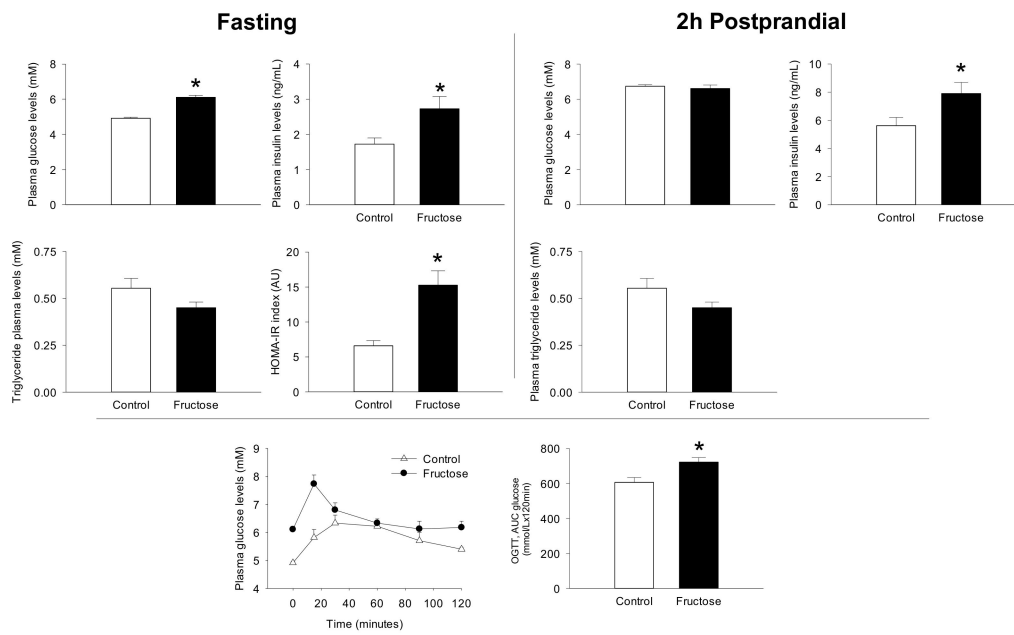 Fasting
2h Postprandial
Plasma glucose levels (mM)
8
6
4
2
0
*
Plasma insulin levels (ng/mL)
4
3
2
1
0
*
Control Fructose
Plasma glucose levels (mM)
8
6
4
2
0
Plasma insulin levels (ng/mL)
10
8
6
4
2
0
*
Control Fructose
Triglyceride plasma levels (mM)
0.75
0.50
0.25
0.00
Control Fructose
HOMA-IR index (AU)
20
15
10
5
0
*
Control Fructose
Plasma triglyceride levels (mM)
0.75
0.50
0.25
0.00
Control Fructose
Plasma glucose levels (mM)
9
8
7
6
5
4
Control
Fructose
0 20 40 60 80 100 120
Time (minutes)
OGTT, AUC glucose
(mmol/Lx120min)
800
600
400
200
0
*
Control Fructose